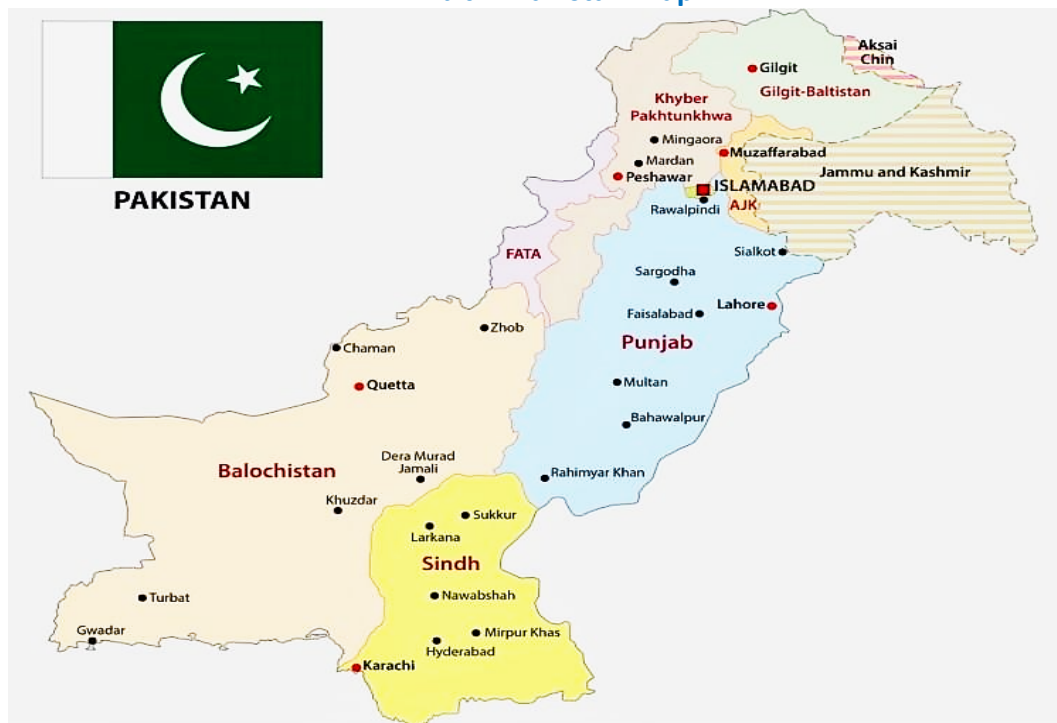 PAKISTAN
Aksai
Chin
Gilgit
Gilgit-Baltistan
Khyber
Pakhtunkhwa
Mingaora
Mardan
Muzaffarabad
Peshawar
Jammu and Kashmir
ISLAMABAD
AJK
Rawalpindi
FATA
Sialkot
Sargodha
Lahore
Faisalabad
Punjab
Zhob
Chaman
Quetta
Multan
Bahawalpur
Dera Murad
Jamali
Balochistan
Rahimyar Khan
Khuzdar
Sukkur
Larkana
Sindh
Turbat
Nawabshah
Gwadar
Mirpur Khas
Hyderabad
Karachi